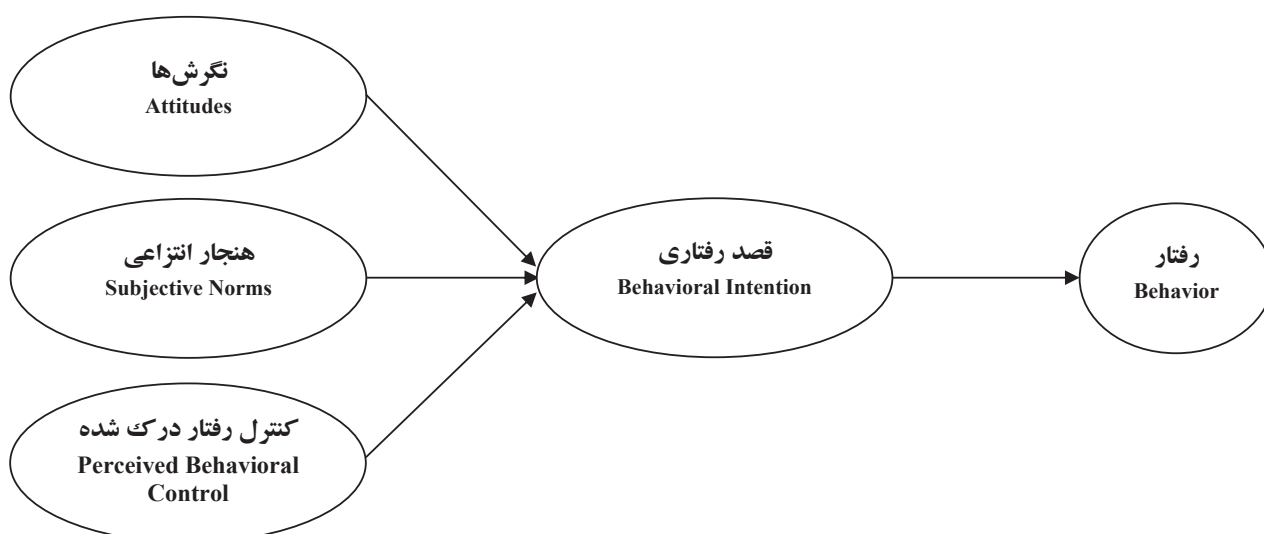 نگرش‌ها
Attitudes
هنجار انتزاعی
Subjective Norms
کنترل رفتار درک شده
Perceived Behavioral
Control
قصد رفتاری
Behavioral Intention
رفتار
Behavior